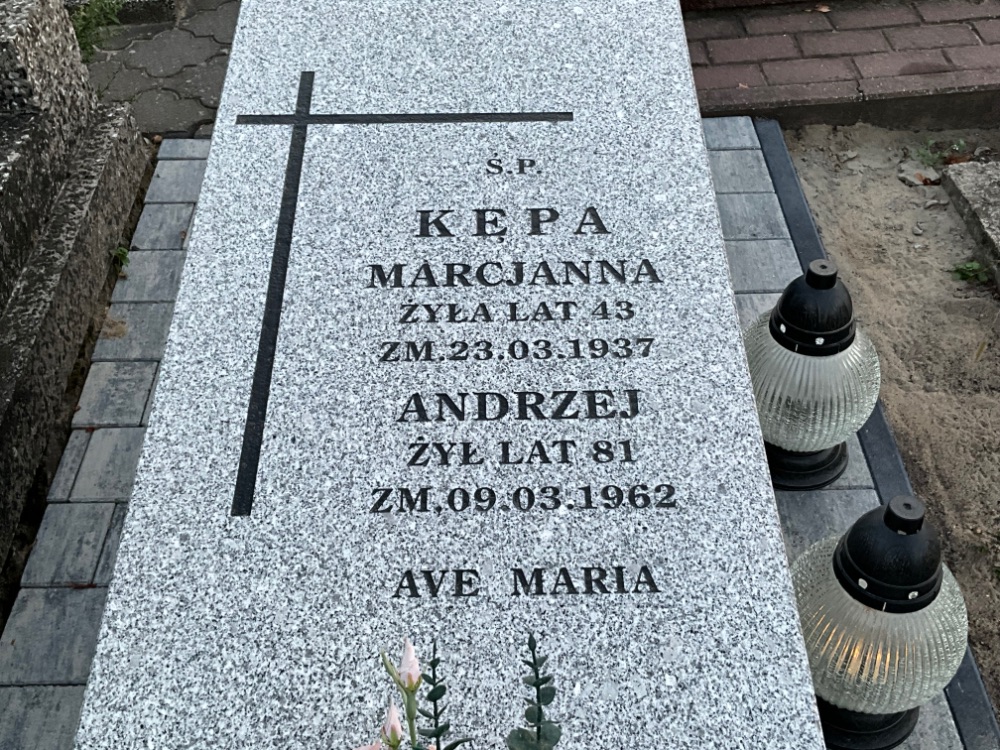 Ś.P.
KĘPA
MARCJANNA
ŻYŁA LAT 43
ZM.23.03.1937
ANDRZEJ
ŻYŁ LAT 81
ZM.09.03.1962
AVE MARIA